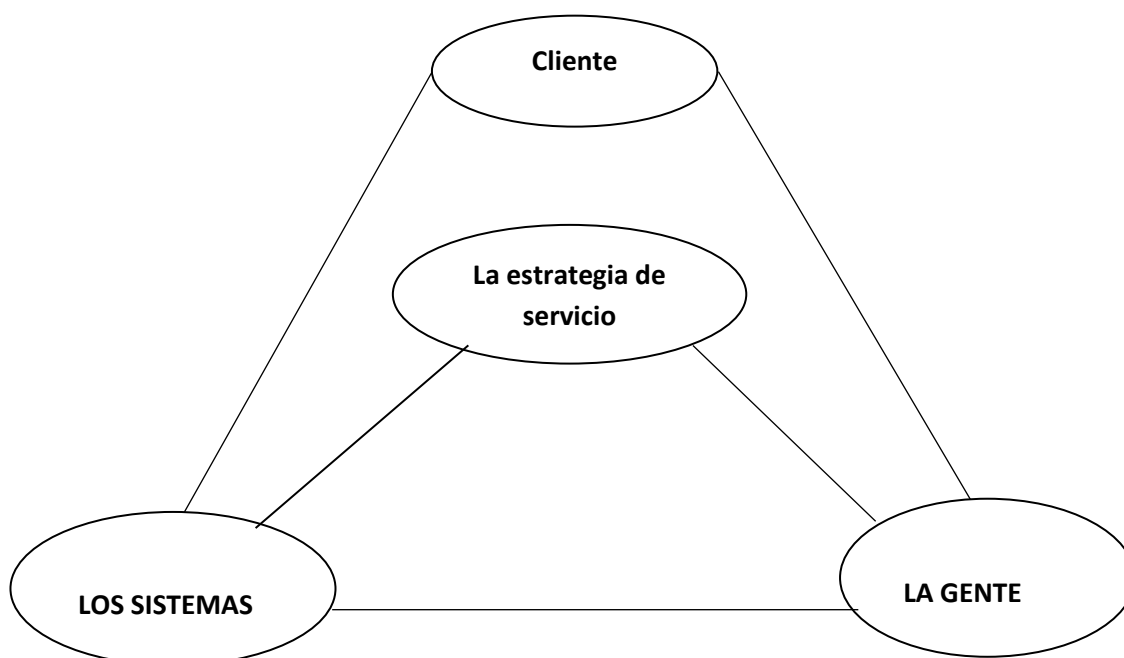 Cliente
La estrategia de
servicio
LOS SISTEMAS
LA GENTE